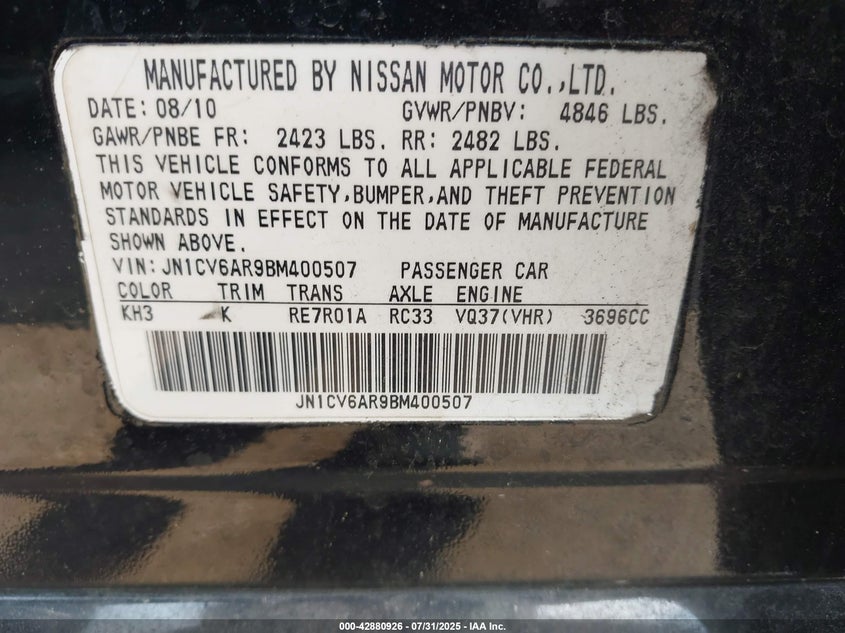 MANUFACTURED BY NISSAN MOTOR CO.,LTD.
DATE: 08/10 GVWR/PNBV: 4846 LBS.
GAWR/PNBE FR: 2423 LBS. RR: 2482 LBS.
THIS VEHICLE CONFORMS TO ALL APPLICABLE FEDERAL
MOTOR VEHICLE SAFETY,BUMPER,AND THEFT PREVENTION
STANDARDS IN EFFECT ON THE DATE OF MANUFACTURE
SHOWN ABOVE.
VIN: JN1CV6AR9BM400507 PASSENGER CAR
COLOR TRIM TRANS AXLE ENGINE
KH3 K RE7R01A RC33 VQ37(VHR) 3696CC
JN1CV6AR9BM400507
000-42880926 - 07/31/2025 - IAA Inc.